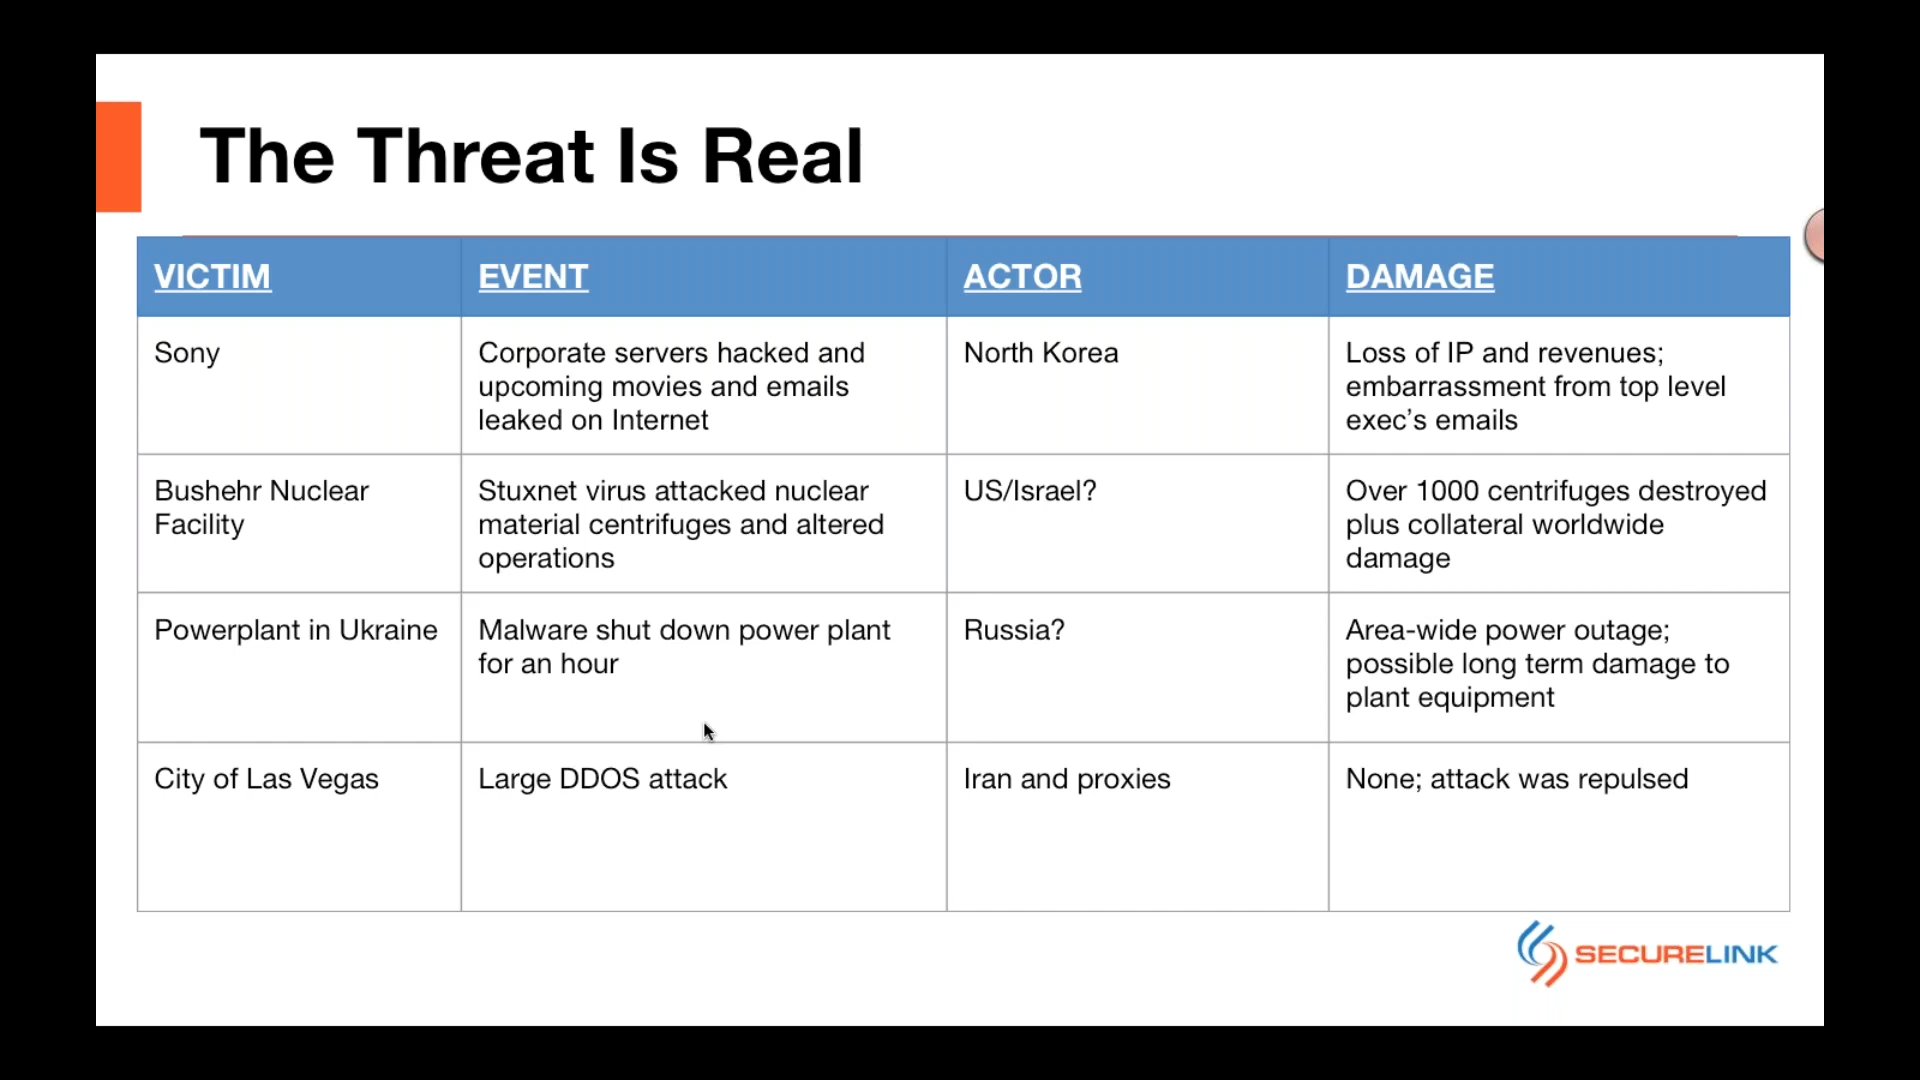 The Threat Is Real
VICTIM
EVENT
ACTOR
DAMAGE
Sony
Corporate servers hacked and
upcoming movies and emails
leaked on Internet
North Korea
Loss of IP and revenues;
embarrassment from top level
exec’s emails
Bushehr Nuclear
Facility
Stuxnet virus attacked nuclear
material centrifuges and altered
operations
US/Israel?
Over 1000 centrifuges destroyed
plus collateral worldwide
damage
Powerplant in Ukraine
Malware shut down power plant
for an hour
Russia?
Area-wide power outage;
possible long term damage to
plant equipment
City of Las Vegas
Large DDOS attack
Iran and proxies
None; attack was repulsed
SECURELINK